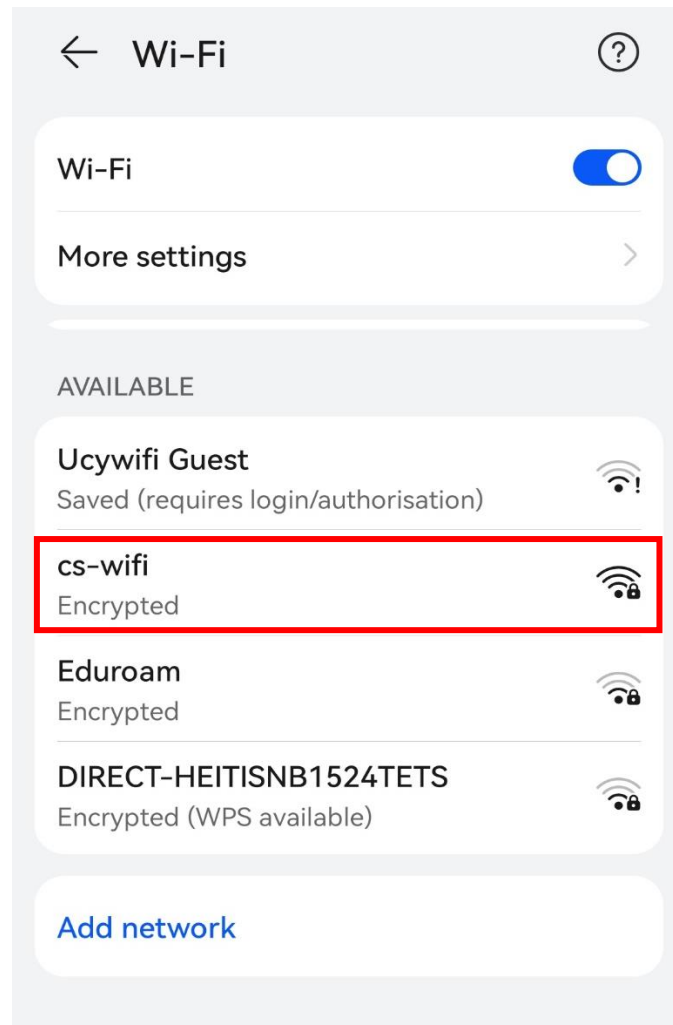 Wi-Fi
Wi-Fi
More settings
AVAILABLE
Ucywifi Guest
Saved (requires login/authorisation)
cs-wifi
Encrypted
Eduroam
Encrypted
DIRECT-HEITISNB1524TETS
Encrypted (WPS available)
Add network